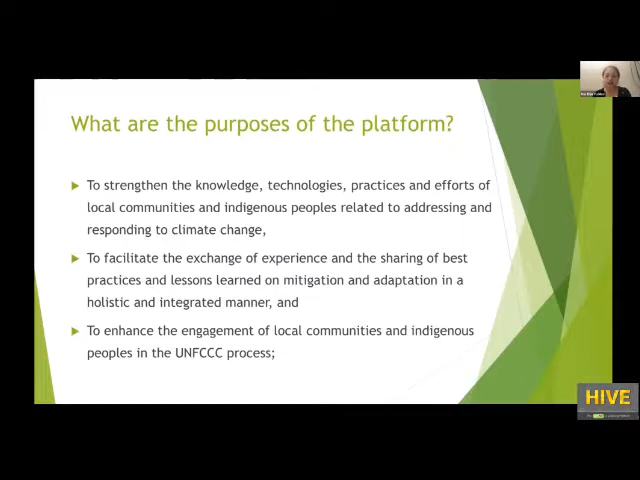 What are the purposes of the platform?
To strengthen the knowledge, technologies, practices and efforts of
local communities and indigenous peoples related to addressing and
responding to climate change,
To facilitate the exchange of experience and the sharing of best
practices and lessons learned on mitigation and adaptation in a
holistic and integrated manner, and
To enhance the engagement of local communities and indigenous
peoples in the UNFCCC process;
HIVE